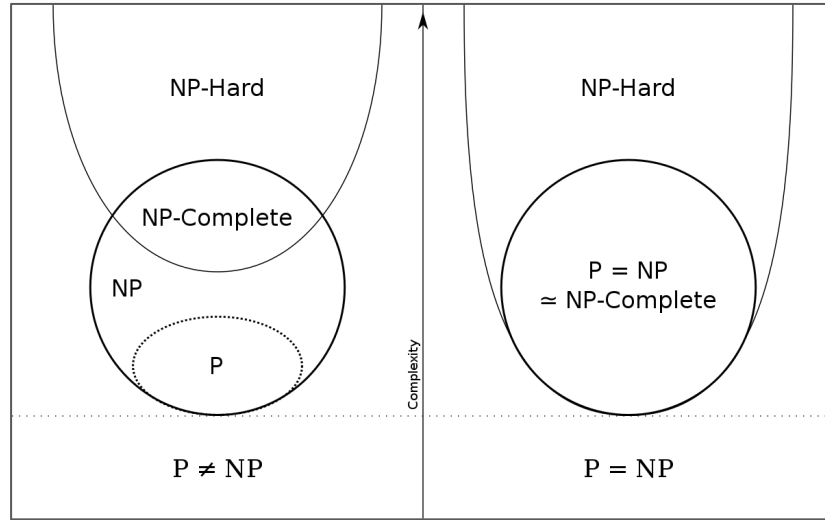 NP-Hard
NP-Complete
NP
P
P ≠ NP
Complexity
NP-Hard
P = NP
≃ NP-Complete
P = NP